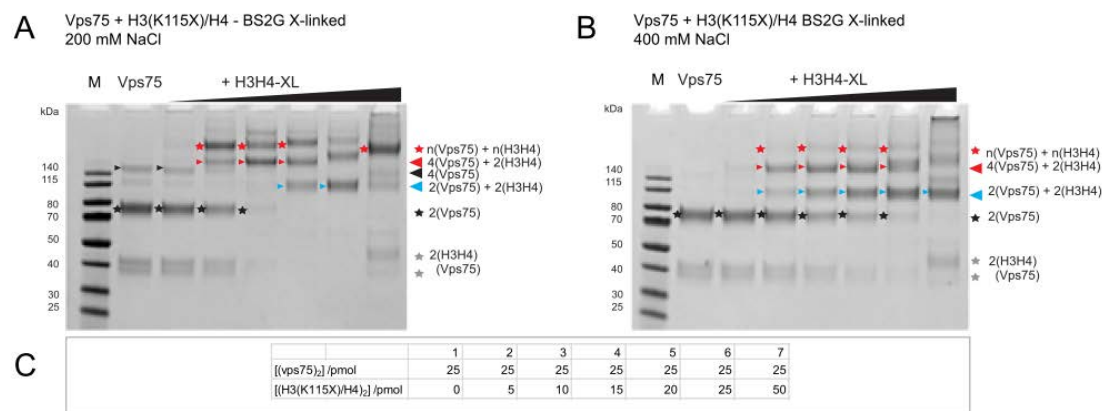 A
Vps75 + H3(K115X)/H4 - BS2G X-linked
200 mM NaCl
M Vps75 + H3H4-XL
kDa
140
115
80
70
50
40
30
25
n(Vps75) + n(H3H4)
4(Vps75) + 2(H3H4)
4(Vps75)
2(Vps75) + 2(H3H4)
2(Vps75)
2(H3H4)
(Vps75)
B
Vps75 + H3(K115X)/H4 BS2G X-linked
400 mM NaCl
M Vps75 + H3H4-XL
kDa
140
115
80
70
50
40
30
25
n(Vps75) + n(H3H4)
4(Vps75) + 2(H3H4)
2(Vps75) + 2(H3H4)
2(Vps75)
2(H3H4)
(Vps75)
C
1 2 3 4 5 6 7
[(vps75)2] /pmol 25 25 25 25 25 25 25
[(H3(K115X)/H4)2] /pmol 0 5 10 15 20 25 50